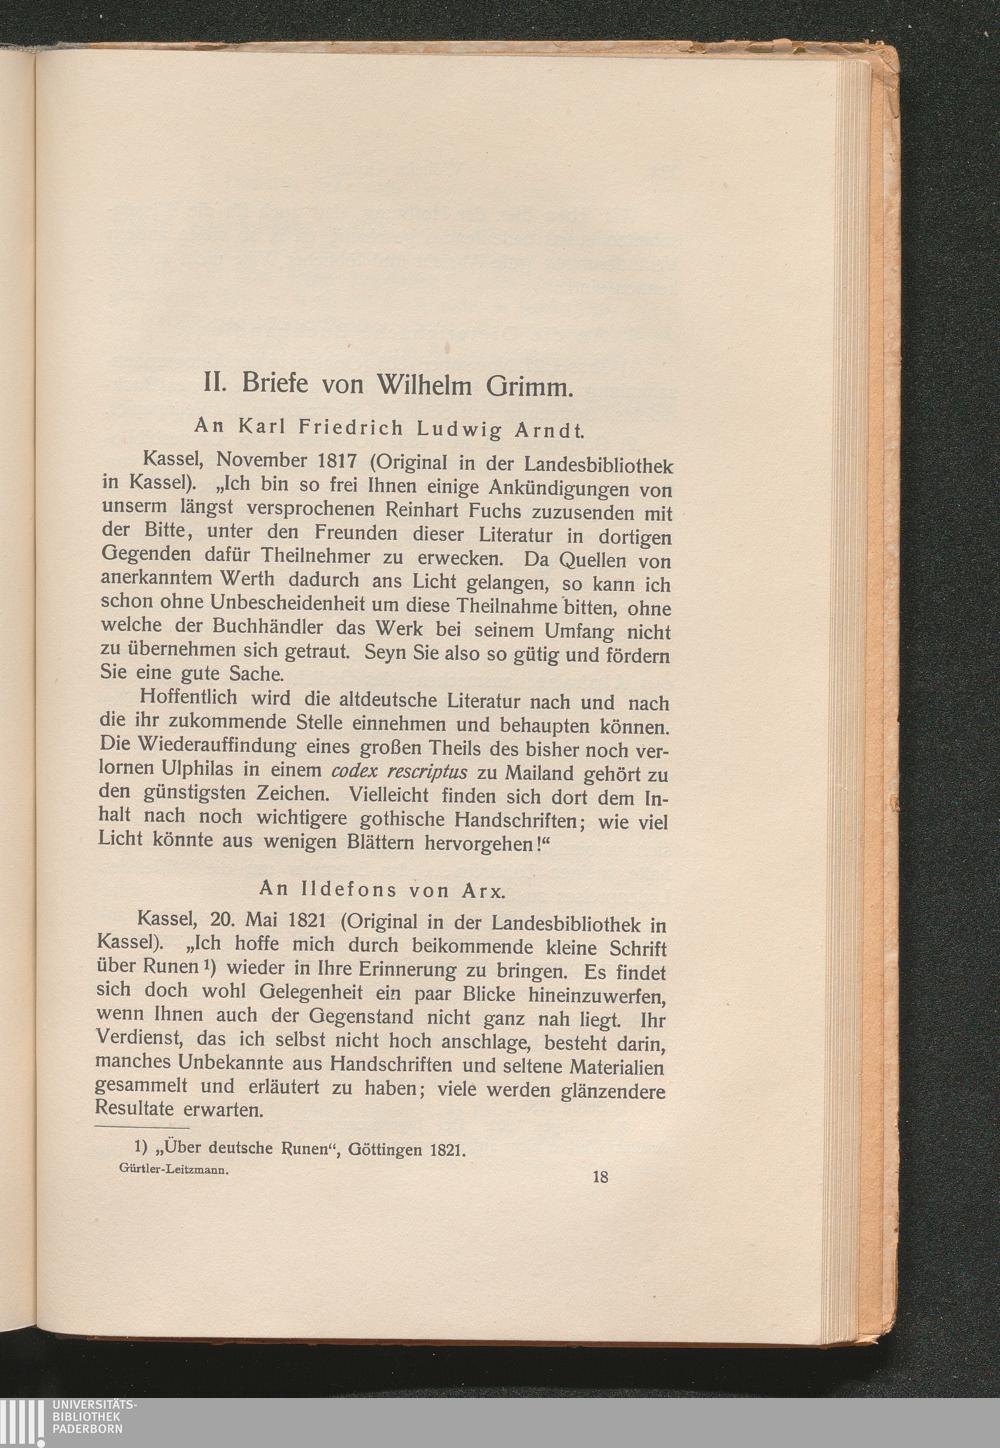 II. Briefe von Wilhelm Grimm.
An Karl Friedrich Ludwig Arndt.
Kassel, November 1817 (Original in der Landesbibliothek
in Kassel). „Ich bin so frei Ihnen einige Ankündigungen von
unserm längst versprochenen Reinhart Fuchs zuzusenden mit
der Bitte, unter den Freunden dieser Literatur in dortigen
Gegenden dafür Theilnehmer zu erwecken. Da Quellen von
anerkanntem Werth dadurch ans Licht gelangen, so kann ich
schon ohne Unbescheidenheit um diese Theilnahme bitten, ohne
welche der Buchhändler das Werk bei seinem Umfang nicht
zu übernehmen sich getraut. Seyn Sie also so gütig und fördern
Sie eine gute Sache.
Hoffentlich wird die altdeutsche Literatur nach und nach
die ihr zukommende Stelle einnehmen und behaupten können.
Die Wiederauffindung eines großen Theils des bisher noch ver-
lornen Ulphilas in einem codex rescriptus zu Mailand gehört zu
den günstigsten Zeichen. Vielleicht finden sich dort dem In-
halt nach noch wichtigere gothische Handschriften; wie viel
Licht könnte aus wenigen Blättern hervorgehen!“
An Ildefons von Arx.
Kassel, 20. Mai 1821 (Original in der Landesbibliothek in
Kassel). „Ich hoffe mich durch beikommende kleine Schrift
über Runen 1) wieder in Ihre Erinnerung zu bringen. Es findet
sich doch wohl Gelegenheit ein paar Blicke hineinzuwerfen,
wenn Ihnen auch der Gegenstand nicht ganz nah liegt. Ihr
Verdienst, das ich selbst nicht hoch anschlage, besteht darin,
manches Unbekannte aus Handschriften und seltene Materialien
gesammelt und erläutert zu haben; viele werden glänzendere
Resultate erwarten.
1) „Über deutsche Runen“, Göttingen 1821.
Gürtler-Leitzmann.
18
UNIVERSITÄTS-
BIBLIOTHEK
PADERBORN